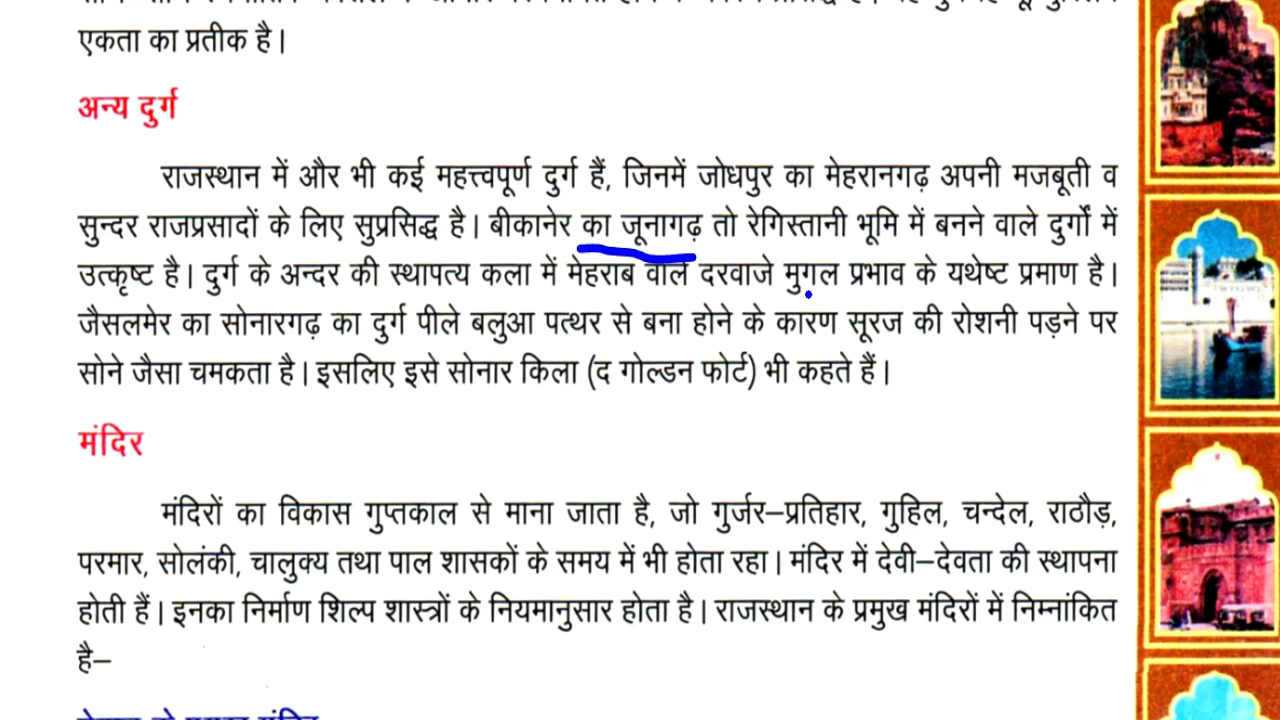 एकता का प्रतीक है।
अन्य दुर्ग
राजस्थान में और भी कई महत्त्वपूर्ण दुर्ग हैं, जिनमें जोधपुर का मेहरानगढ़ अपनी मजबूती व
सुन्दर राजप्रसादों के लिए सुप्रसिद्ध है। बीकानेर का जूनागढ़ तो रेगिस्तानी भूमि में बनने वाले दुर्गों में
उत्कृष्ट है। दुर्ग के अन्दर की स्थापत्य कला में मेहराब वाले दरवाजे मुगल प्रभाव के यथेष्ट प्रमाण है।
जैसलमेर का सोनारगढ़ का दुर्ग पीले बलुआ पत्थर से बना होने के कारण सूरज की रोशनी पड़ने पर
सोने जैसा चमकता है। इसलिए इसे सोनार किला (द गोल्डन फोर्ट) भी कहते हैं।
मंदिर
मंदिरों का विकास गुप्तकाल से माना जाता है, जो गुर्जर–प्रतिहार, गुहिल, चन्देल, राठौड़,
परमार, सोलंकी, चालुक्य तथा पाल शासकों के समय में भी होता रहा। मंदिर में देवी–देवता की स्थापना
होती हैं। इनका निर्माण शिल्प शास्त्रों के नियमानुसार होता है। राजस्थान के प्रमुख मंदिरों में निम्नांकित
है–